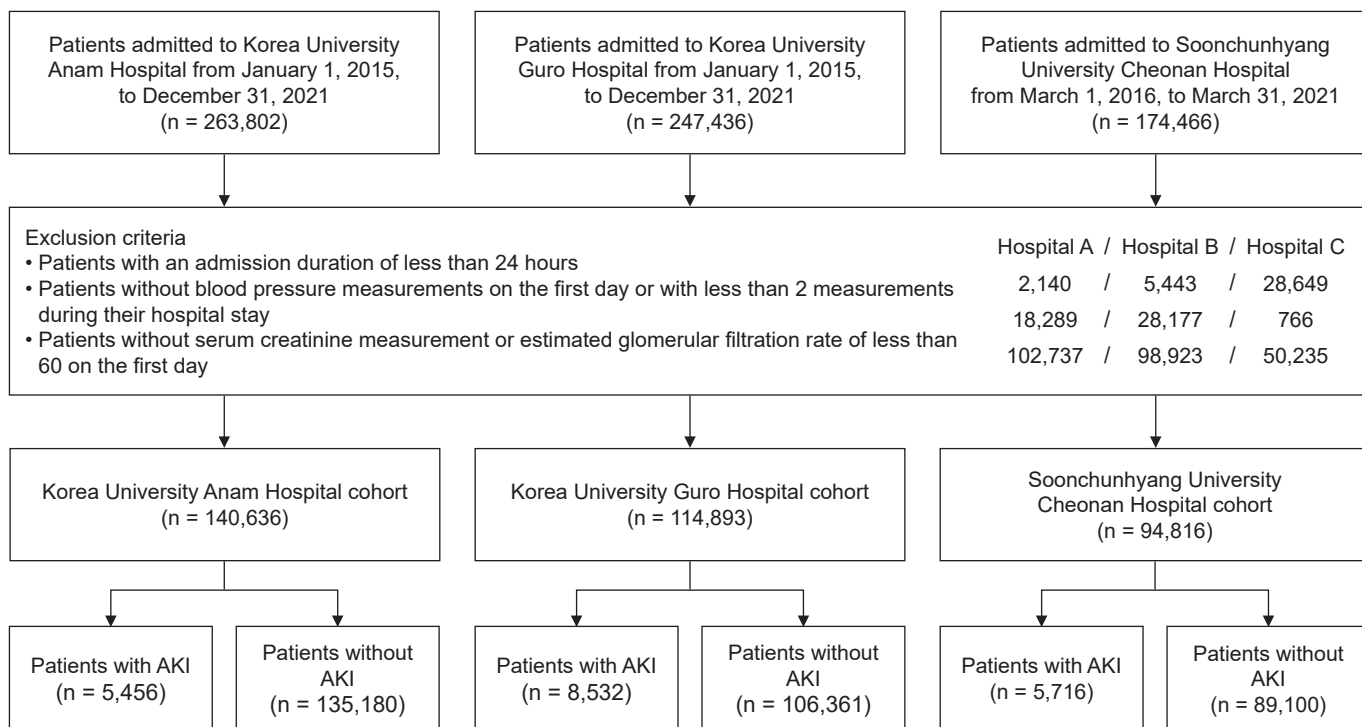 Patients admitted to Korea University
Anam Hospital from January 1, 2015,
to December 31, 2021
(n = 263,802)
Patients admitted to Korea University
Guro Hospital from January 1, 2015,
to December 31, 2021
(n = 247,436)
Patients admitted to Soonchunhyang
University Cheonan Hospital
from March 1, 2016, to March 31, 2021
(n = 174,466)
Exclusion criteria
• Patients with an admission duration of less than 24 hours
• Patients without blood pressure measurements on the first day or with less than 2 measurements
during their hospital stay
• Patients without serum creatinine measurement or estimated glomerular filtration rate of less than
60 on the first day
Hospital A / Hospital B / Hospital C
2,140 / 5,443 / 28,649
18,289 / 28,177 / 766
102,737 / 98,923 / 50,235
Korea University Anam Hospital cohort
(n = 140,636)
Korea University Guro Hospital cohort
(n = 114,893)
Soonchunhyang University
Cheonan Hospital cohort
(n = 94,816)
Patients with AKI
(n = 5,456)
Patients without
AKI
(n = 135,180)
Patients with AKI
(n = 8,532)
Patients without
AKI
(n = 106,361)
Patients with AKI
(n = 5,716)
Patients without
AKI
(n = 89,100)